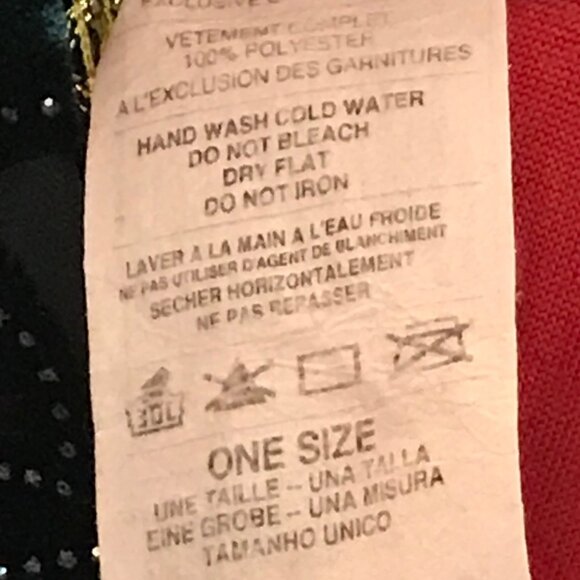 EXCLUSIVE
VETEMENT COMPLET
100% POLYESTER
A L'EXCLUSION DES GARNITURES
HAND WASH COLD WATER
DO NOT BLEACH
DRY FLAT
DO NOT IRON
LAVER A LA MAIN A L'EAU FROIDE
NE PAS UTILISER D'AGENT DE BLANCHIMENT
SECHER HORIZONTALEMENT
NE PAS REPASSER
ONE SIZE
UNE TAILLE – UNA TALLA
EINE GROBE – UNA MISURA
TAMANHO UNICO